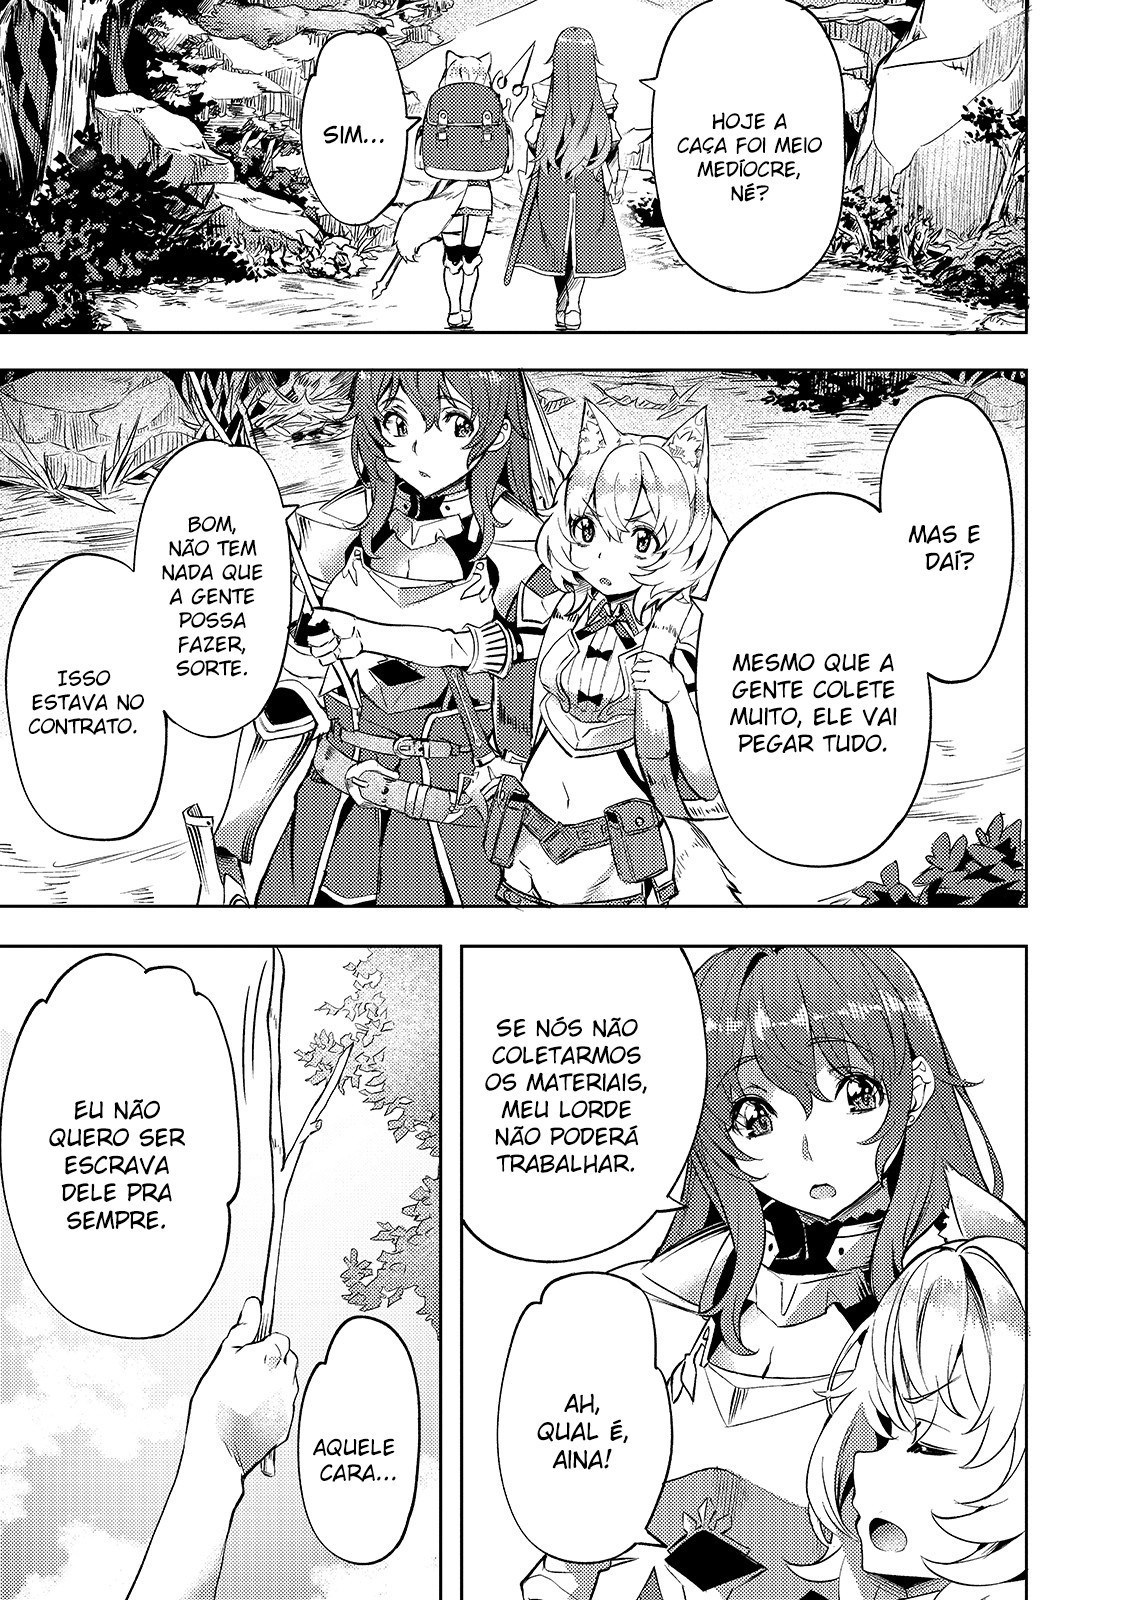 HOJE A
CAÇA FOI MEIO
MEDÍOCRE,
NÉ?
SIM...
MAS E
DAÍ?
MESMO QUE A
GENTE COLETE
MUITO, ELE VAI
PEGAR TUDO.
BOM,
NÃO TEM
NADA QUE
A GENTE
POSSA
FAZER,
SORTE.
ISSO
ESTAVA NO
CONTRATO.
SE NÓS NÃO
COLETARMOS
OS MATERIAIS,
MEU LORDE
NÃO PODERÁ
TRABALHAR.
AH,
QUAL É,
AINA!
AQUELE
CARA...
EU NÃO
QUERO SER
ESCRAVA
DELE PRA
SEMPRE.